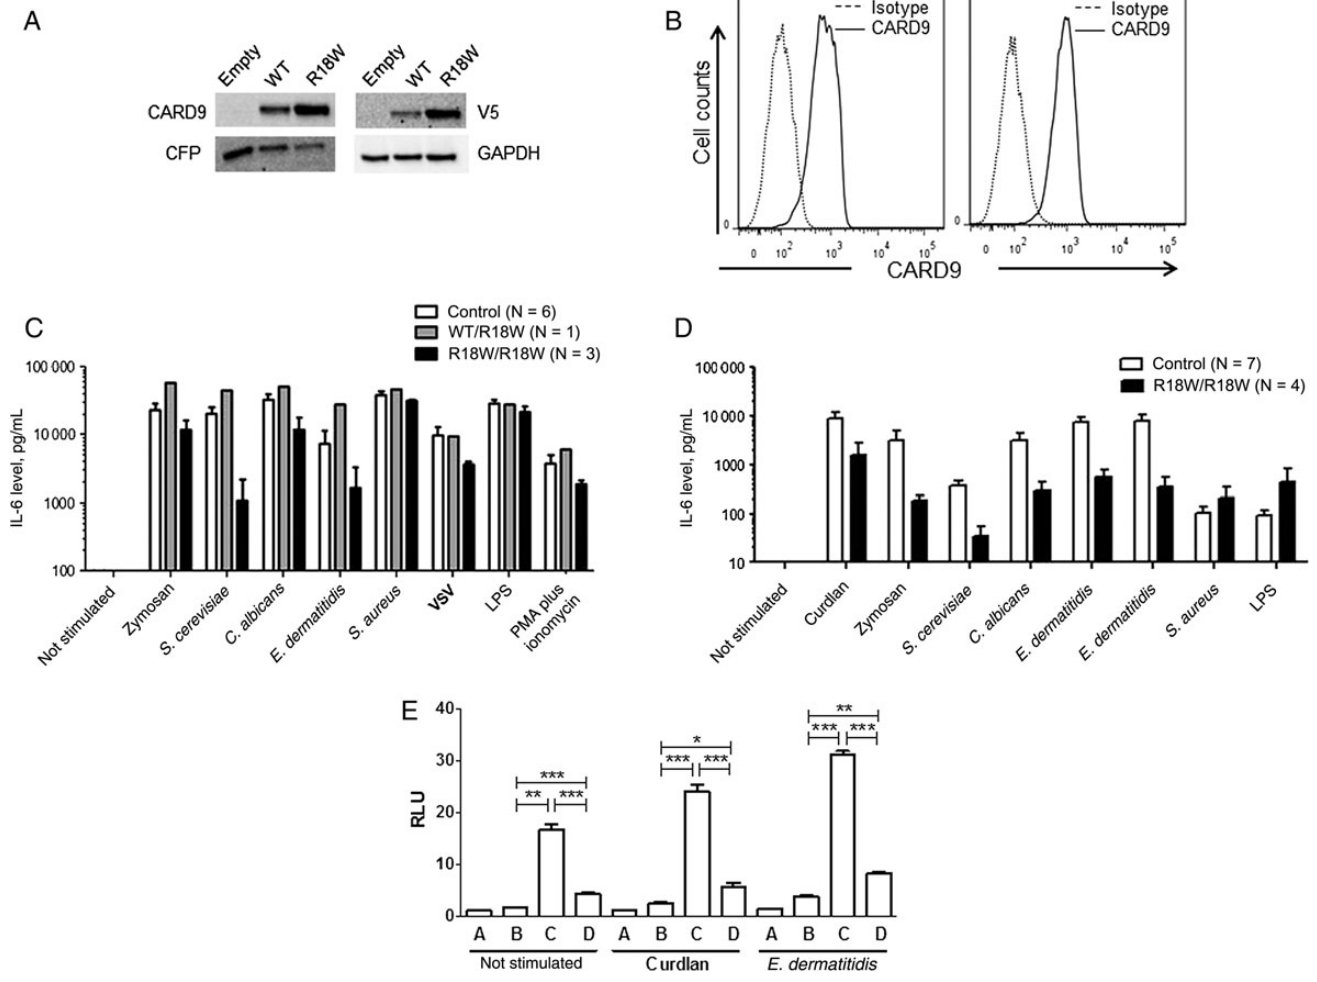 A
Empty WT R18W
Empty WT R18W
CARD9
V5
CFP
GAPDH
B
Isotype
CARD9
Isotype
CARD9
Cell counts
0
0
0 10² 10³ 10⁴ 10⁵
0 10² 10³ 10⁴ 10⁵
CARD9
C
Control (N = 6)
WT/R18W (N = 1)
R18W/R18W (N = 3)
IL-6 level, pg/mL
100 000
10 000
1000
100
Not stimulated
Zymosan
S. cerevisiae
C. albicans
E. dermatitidis
S. aureus
VSV
LPS
PMA plus
ionomycin
D
Control (N = 7)
R18W/R18W (N = 4)
IL-6 level, pg/mL
100 000
10 000
1000
100
10
Not stimulated
Curdlan
Zymosan
S. cerevisiae
C. albicans
E. dermatitidis
E. dermatitidis
S. aureus
LPS
E
RLU
40
30
20
10
0
***
** ***
*
*** ***
**
*** ***
A B C D A B C D A B C D
Not stimulated Curdlan E. dermatitidis